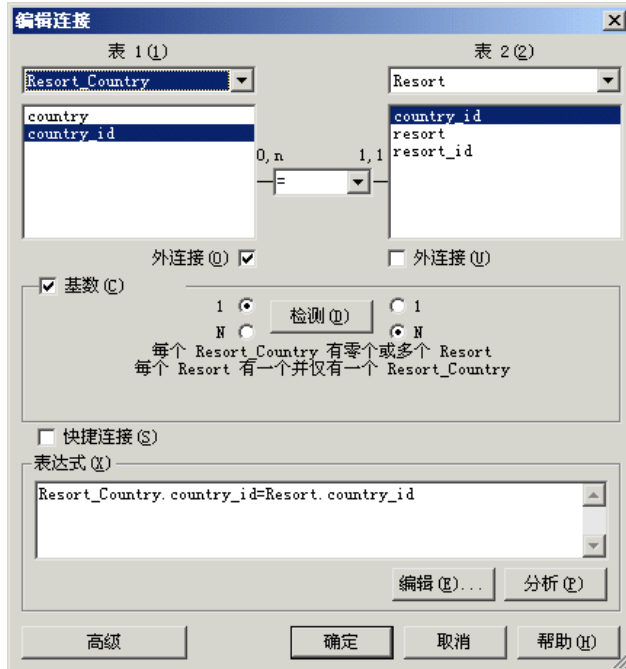 编辑连接
表 1(1) 表 2(2)
Resort_Country Resort
country country_id
country_id resort
resort_id
0,n 1,1
=
外连接(O) 外连接(U)
基数(C)
1 检测(D) 1
N N
每个 Resort_Country 有零个或多个 Resort
每个 Resort 有一个并仅有一个 Resort_Country
快捷连接(S)
表达式(X)
Resort_Country.country_id=Resort.country_id
编辑(E)... 分析(P)
高级 确定 取消 帮助(H)